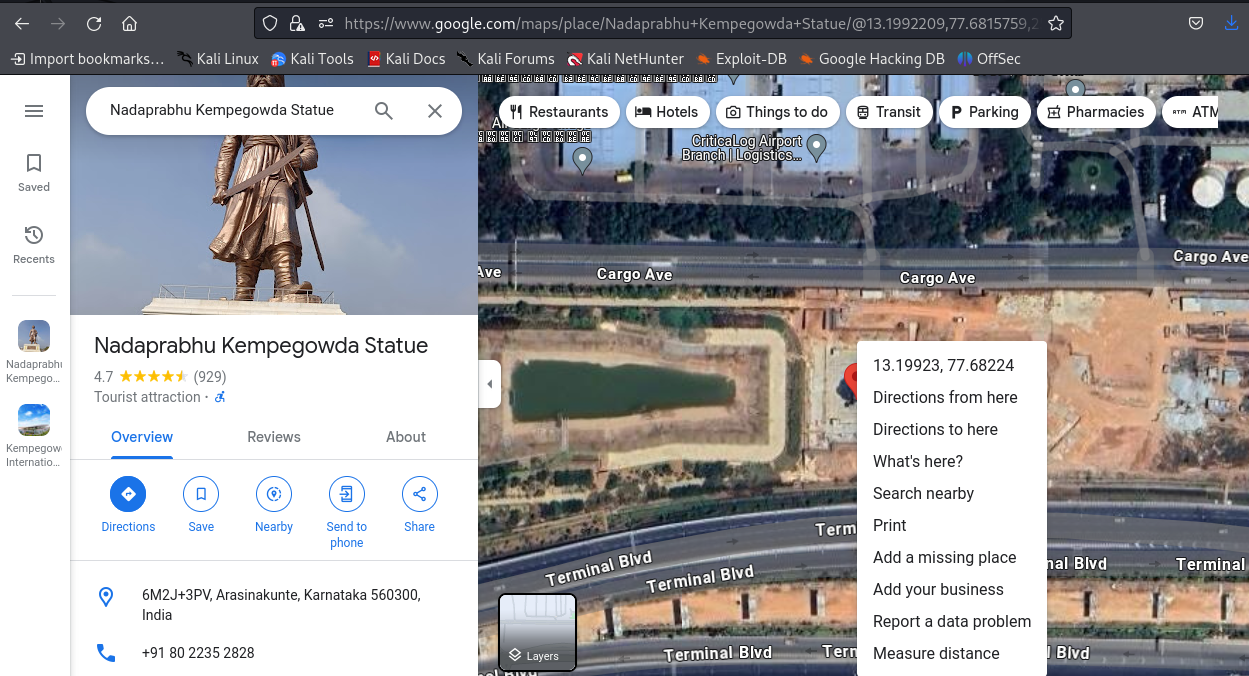 https://www.google.com/maps/place/Nadaprabhu+Kempegowda+Statue/@13.1992209,77.6815759,2
Import bookmarks… Kali Linux Kali Tools Kali Docs Kali Forums Kali NetHunter Exploit-DB Google Hacking DB OffSec
Nadaprabhu Kempegowda Statue
Restaurants Hotels Things to do Transit Parking Pharmacies ATM
Saved
Recents
Nadaprabhu
Kempego...
Kempegow
Internatio...
Nadaprabhu Kempegowda Statue
4.7 (929)
Tourist attraction ·
Overview Reviews About
Directions Save Nearby Send to phone Share
6M2J+3PV, Arasinakunte, Karnataka 560300,
India
+91 80 2235 2828
CriticaLog Airport
Branch | Logistics...
Ave Cargo Ave Cargo Ave Cargo Ave
13.19923, 77.68224
Directions from here
Directions to here
What's here?
Search nearby
Print
Add a missing place
Add your business
Report a data problem
Measure distance
Terminal Blvd Terminal Blvd Terminal
Terminal Blvd
Layers